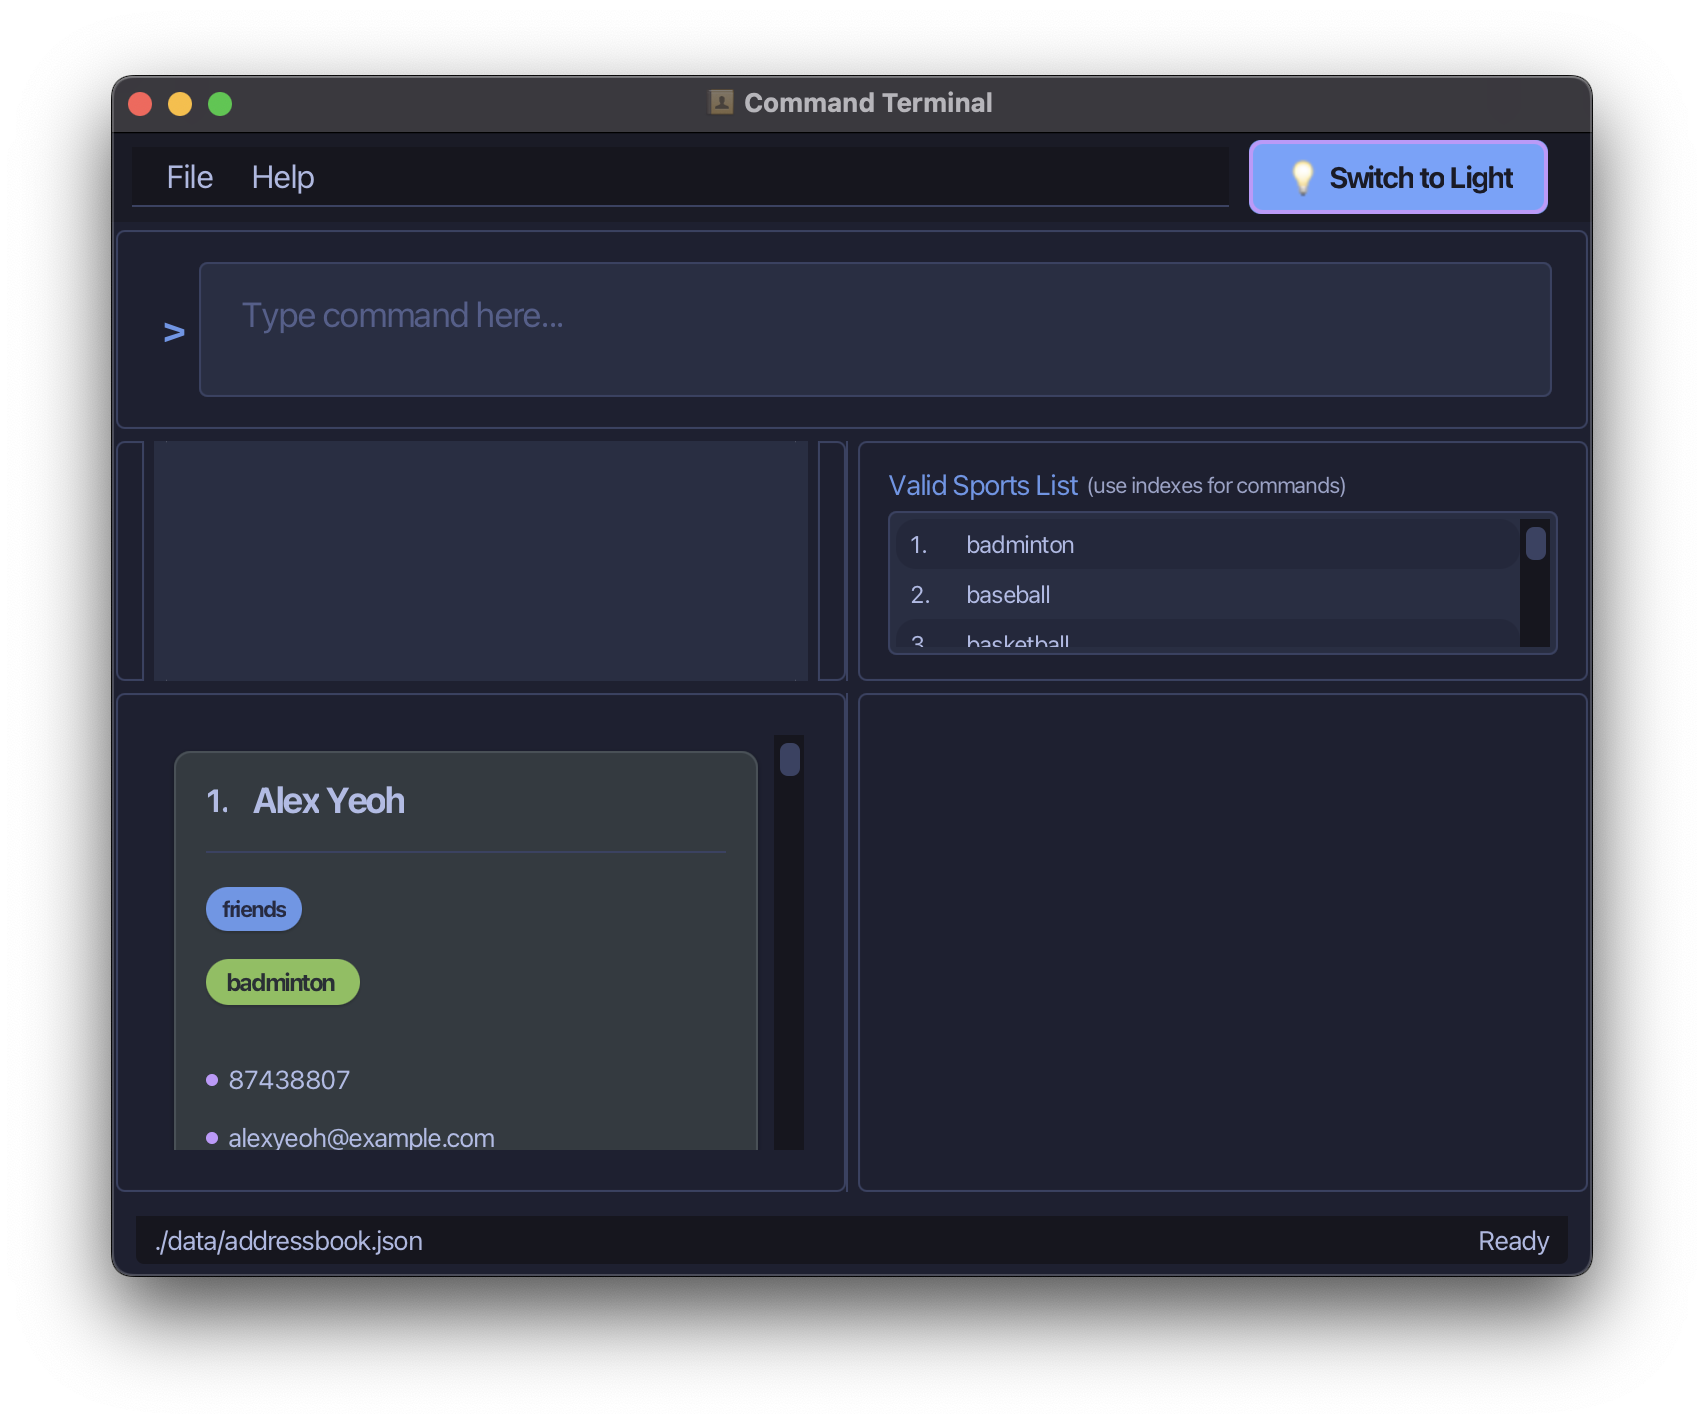 Command Terminal
File Help
💡 Switch to Light
> Type command here...
Valid Sports List (use indexes for commands)
1. badminton
2. baseball
3. basketball
1. Alex Yeoh
friends
badminton
87438807
alexyeoh@example.com
./data/addressbook.json Ready